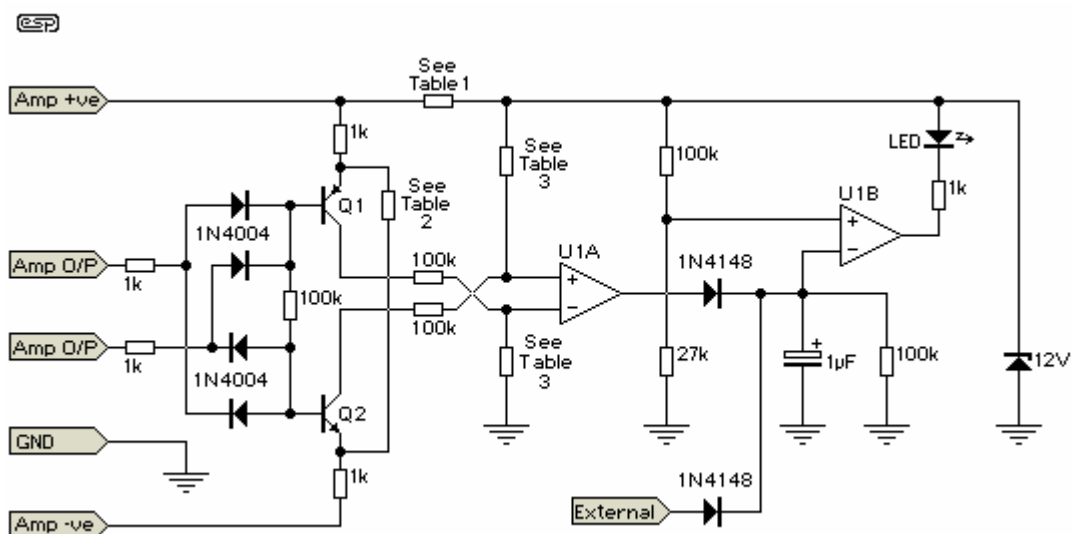 esp
See
Table 1
Amp +ve
1k
See
Table
3
100k
LED
See
Table
2
1k
U1B
Q1
1N4004
+
−
U1A
100k
1N4148
Amp O/P
1k
+
−
100k
100k
Amp O/P
1k
See
Table
3
27k
+
1µF
100k
12V
1N4004
Q2
GND
1k
1N4148
External
Amp -ve